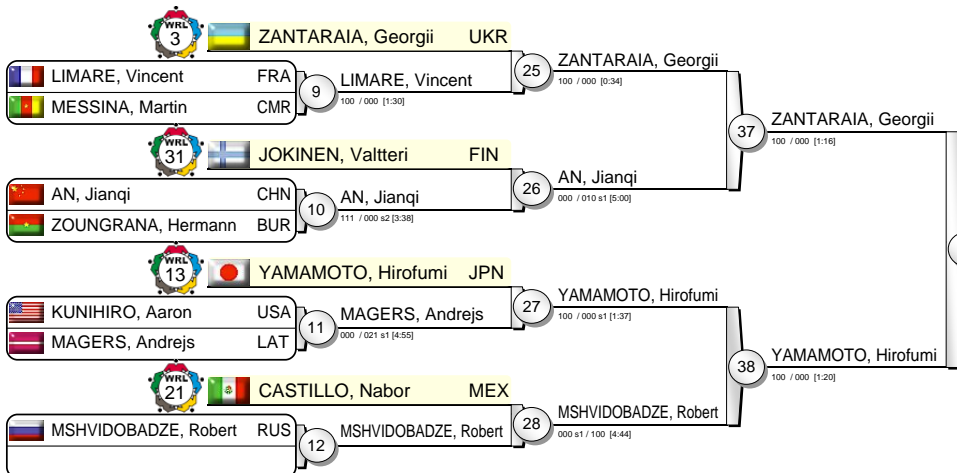 WRL
3
ZANTARAIA, Georgii UKR
LIMARE, Vincent FRA
MESSINA, Martin CMR
9
LIMARE, Vincent
100 / 000 [1:30]
25
ZANTARAIA, Georgii
100 / 000 [0:34]
WRL
31
JOKINEN, Valtteri FIN
AN, Jianqi CHN
ZOUNGRANA, Hermann BUR
10
AN, Jianqi
111 / 000 s2 [3:38]
26
AN, Jianqi
000 / 010 s1 [5:00]
37
ZANTARAIA, Georgii
100 / 000 [1:16]
WRL
13
YAMAMOTO, Hirofumi JPN
KUNIHIRO, Aaron USA
MAGERS, Andrejs LAT
11
MAGERS, Andrejs
000 / 021 s1 [4:55]
27
YAMAMOTO, Hirofumi
100 / 000 s1 [1:37]
WRL
21
CASTILLO, Nabor MEX
MSHVIDOBADZE, Robert RUS
12
MSHVIDOBADZE, Robert
28
MSHVIDOBADZE, Robert
000 s1 / 100 [4:44]
38
YAMAMOTO, Hirofumi
100 / 000 [1:20]